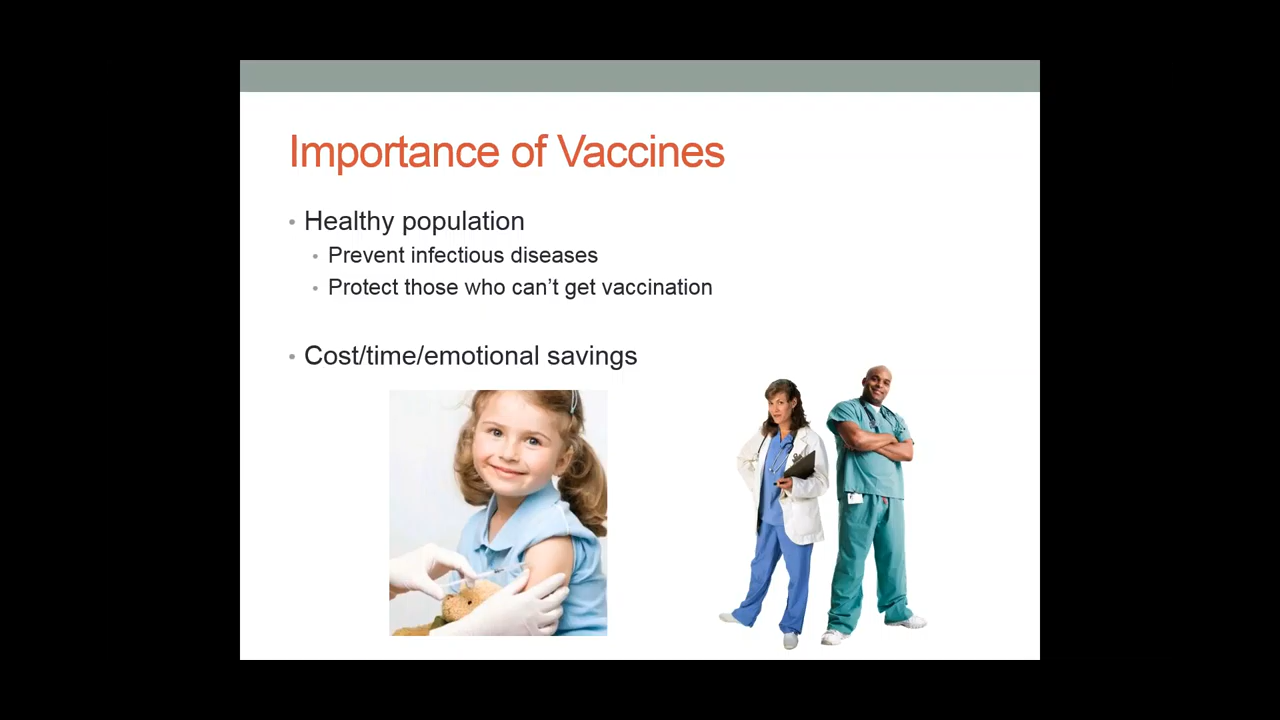 Importance of Vaccines
• Healthy population
• Prevent infectious diseases
• Protect those who can’t get vaccination
• Cost/time/emotional savings